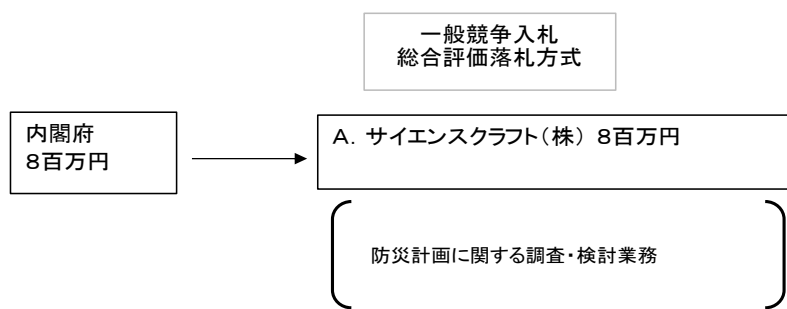 一般競争入札
総合評価落札方式
内閣府
８百万円
Ａ．サイエンスクラフト（株） ８百万円
防災計画に関する調査・検討業務